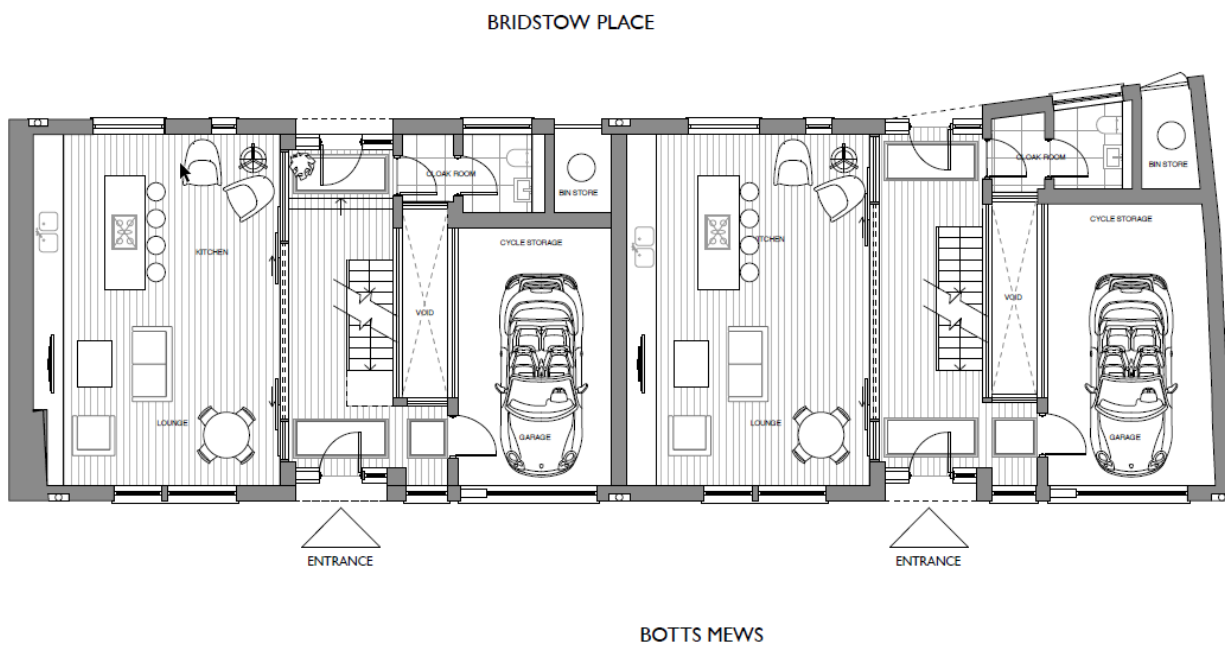 BRIDSTOW PLACE
CLOAK ROOM
BIN STORE
CYCLE STORAGE
KITCHEN
VOID
LOUNGE
GARAGE
ENTRANCE
CLOAK ROOM
BIN STORE
CYCLE STORAGE
KITCHEN
VOID
LOUNGE
GARAGE
ENTRANCE
BOTTS MEWS